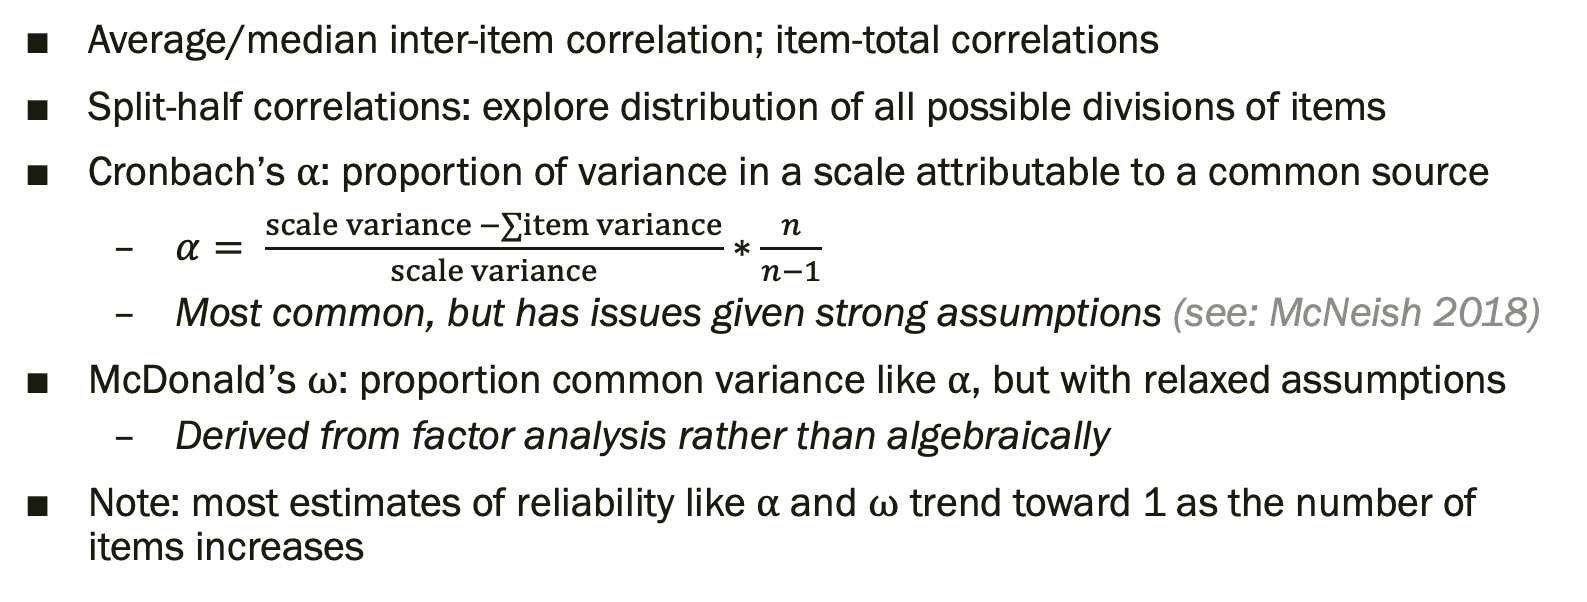 ■ Average/median inter-item correlation; item-total correlations
■ Split-half correlations: explore distribution of all possible divisions of items
■ Cronbach’s α: proportion of variance in a scale attributable to a common source
– α = (scale variance −∑item variance)/(scale variance) * n/(n−1)
– Most common, but has issues given strong assumptions (see: McNeish 2018)
■ McDonald’s ω: proportion common variance like α, but with relaxed assumptions
– Derived from factor analysis rather than algebraically
■ Note: most estimates of reliability like α and ω trend toward 1 as the number of
items increases